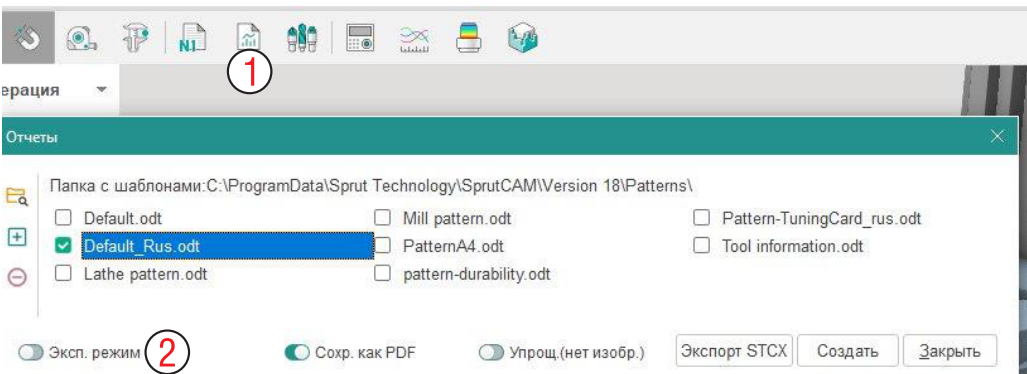 N.1
1
ерация
Отчеты
Папка с шаблонами:C:\ProgramData\Sprut Technology\SprutCAM\Version 18\Patterns\
Default.odt Mill pattern.odt Pattern-TuningCard_rus.odt
Default_Rus.odt PatternA4.odt Tool information.odt
Lathe pattern.odt pattern-durability.odt
Эксп. режим 2 Сохр. как PDF Упрощ.(нет изобр.) Экспорт STCX Создать Закрыть